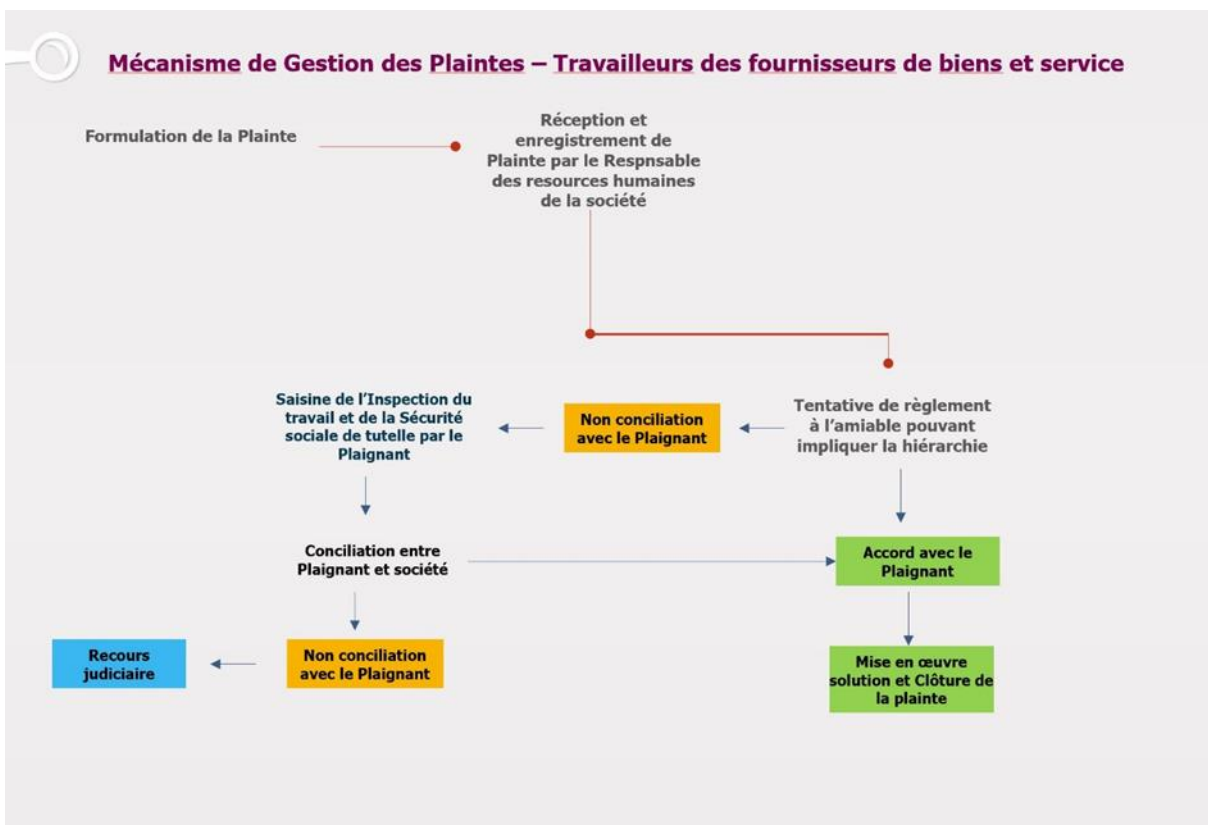 Mécanisme de Gestion des Plaintes – Travailleurs des fournisseurs de biens et service
Formulation de la Plainte
Réception et
enregistrement de
Plainte par le Respnsable
des resources humaines
de la société
Saisine de l’Inspection du
travail et de la Sécurité
sociale de tutelle par le
Plaignant
Non conciliation
avec le Plaignant
Tentative de règlement
à l’amiable pouvant
impliquer la hiérarchie
Conciliation entre
Plaignant et société
Accord avec le
Plaignant
Recours
judiciaire
Non conciliation
avec le Plaignant
Mise en œuvre
solution et Clôture de
la plainte